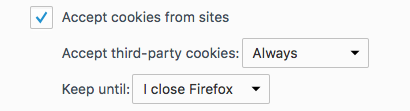 Accept cookies from sites
Accept third-party cookies: Always
Keep until: I close Firefox